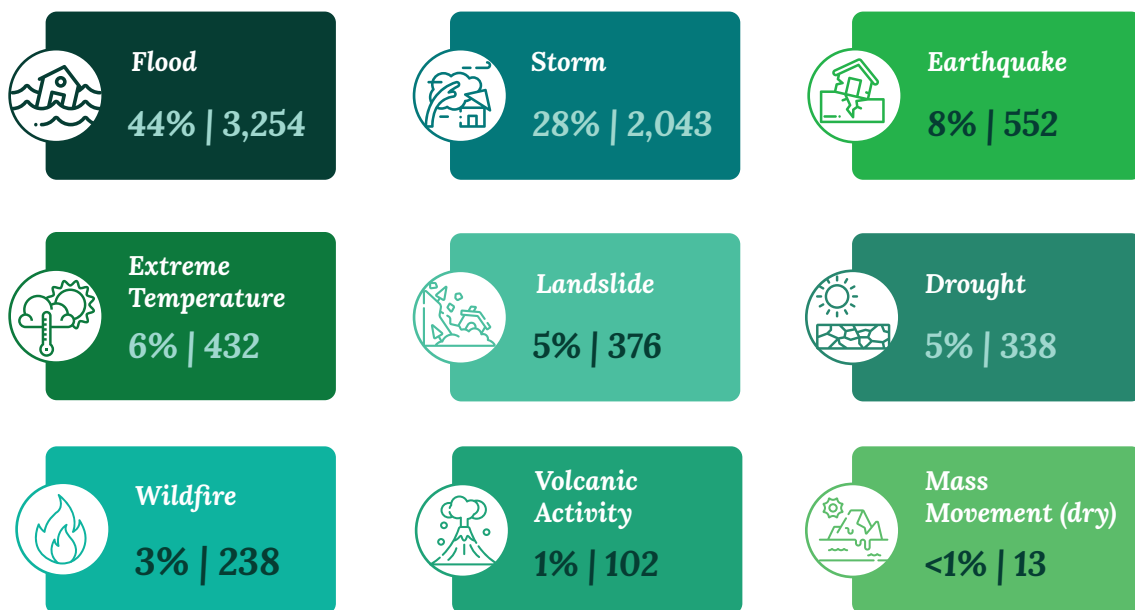 Flood
44% | 3,254
Storm
28% | 2,043
Earthquake
8% | 552
Extreme
Temperature
6% | 432
Landslide
5% | 376
Drought
5% | 338
Wildfire
3% | 238
Volcanic
Activity
1% | 102
Mass
Movement (dry)
<1% | 13